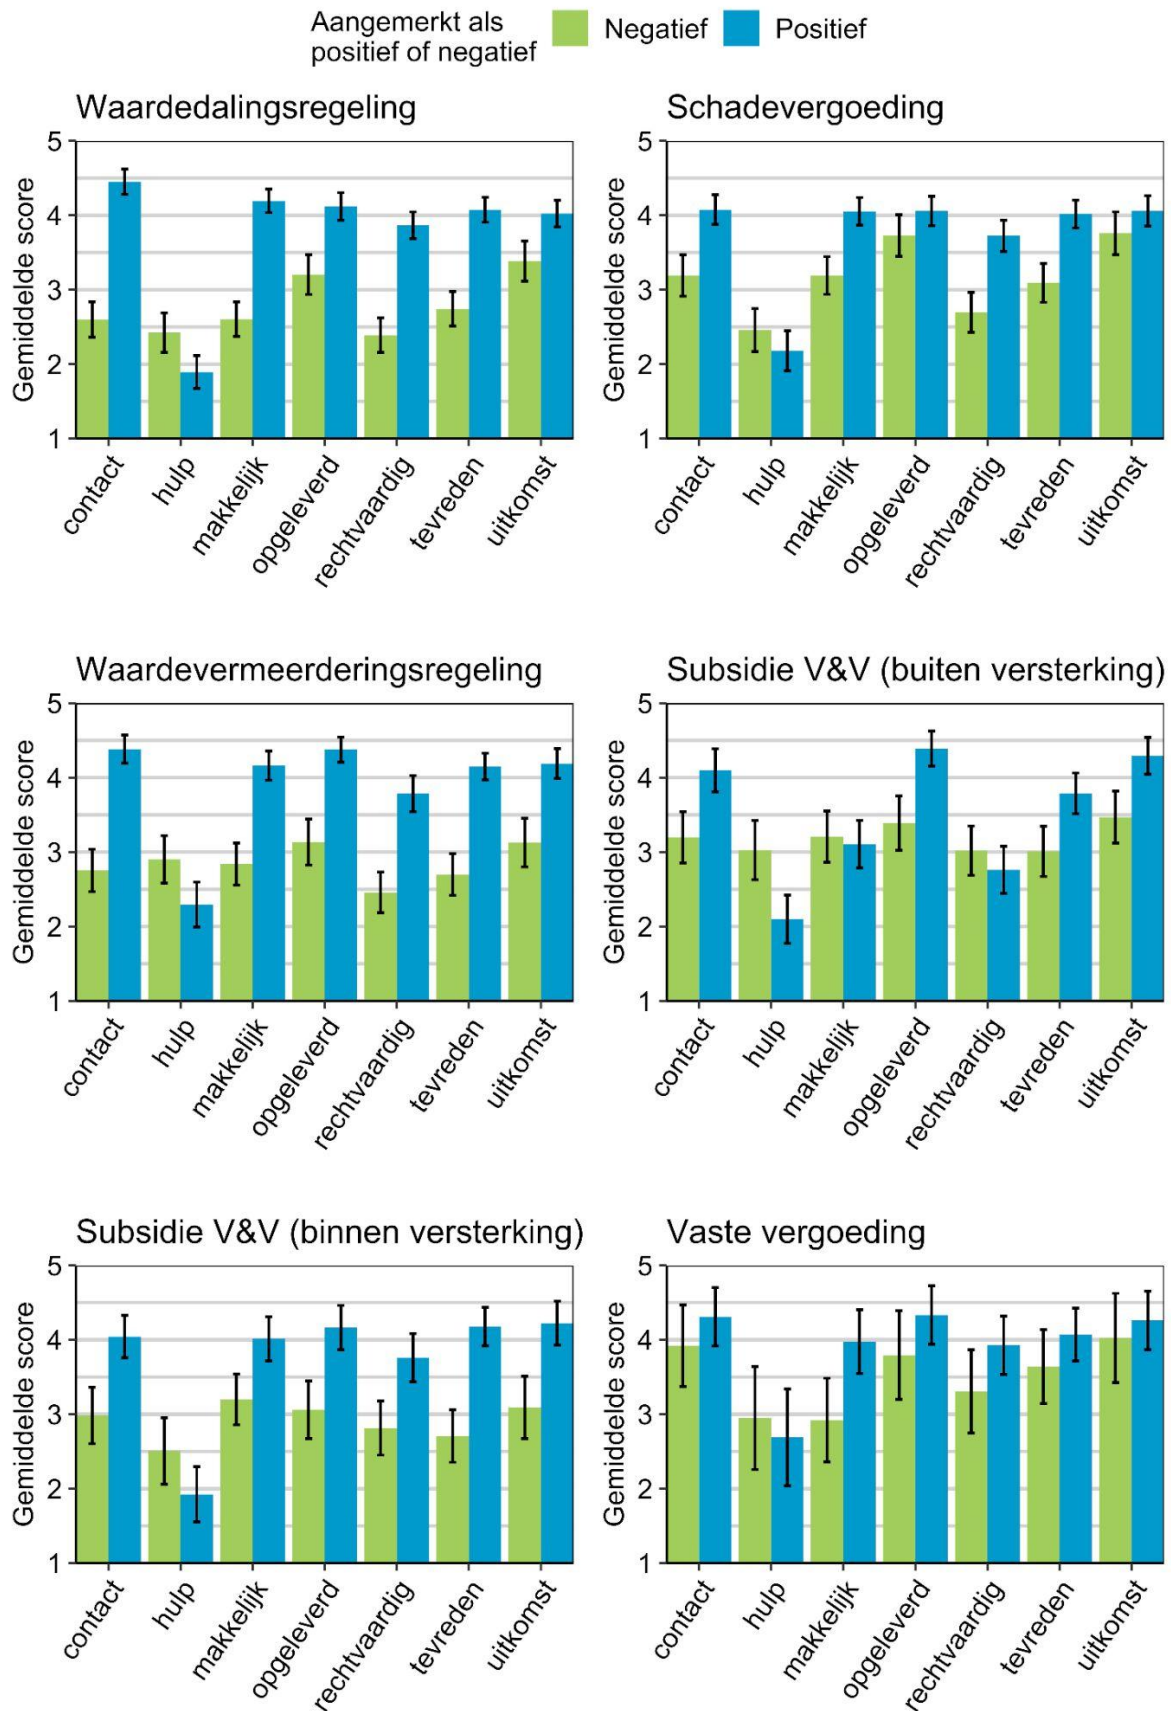 Aangemerkt als
positief of negatief
Negatief
Positief
Waardedalingsregeling
Gemiddelde score
5
4
3
2
1
contact
hulp
makkelijk
opgeleverd
rechtvaardig
tevreden
uitkomst
Schadevergoeding
Gemiddelde score
5
4
3
2
1
contact
hulp
makkelijk
opgeleverd
rechtvaardig
tevreden
uitkomst
Waardevermeerderingsregeling
Gemiddelde score
5
4
3
2
1
contact
hulp
makkelijk
opgeleverd
rechtvaardig
tevreden
uitkomst
Subsidie V&V (buiten versterking)
Gemiddelde score
5
4
3
2
1
contact
hulp
makkelijk
opgeleverd
rechtvaardig
tevreden
uitkomst
Subsidie V&V (binnen versterking)
Gemiddelde score
5
4
3
2
1
contact
hulp
makkelijk
opgeleverd
rechtvaardig
tevreden
uitkomst
Vaste vergoeding
Gemiddelde score
5
4
3
2
1
contact
hulp
makkelijk
opgeleverd
rechtvaardig
tevreden
uitkomst